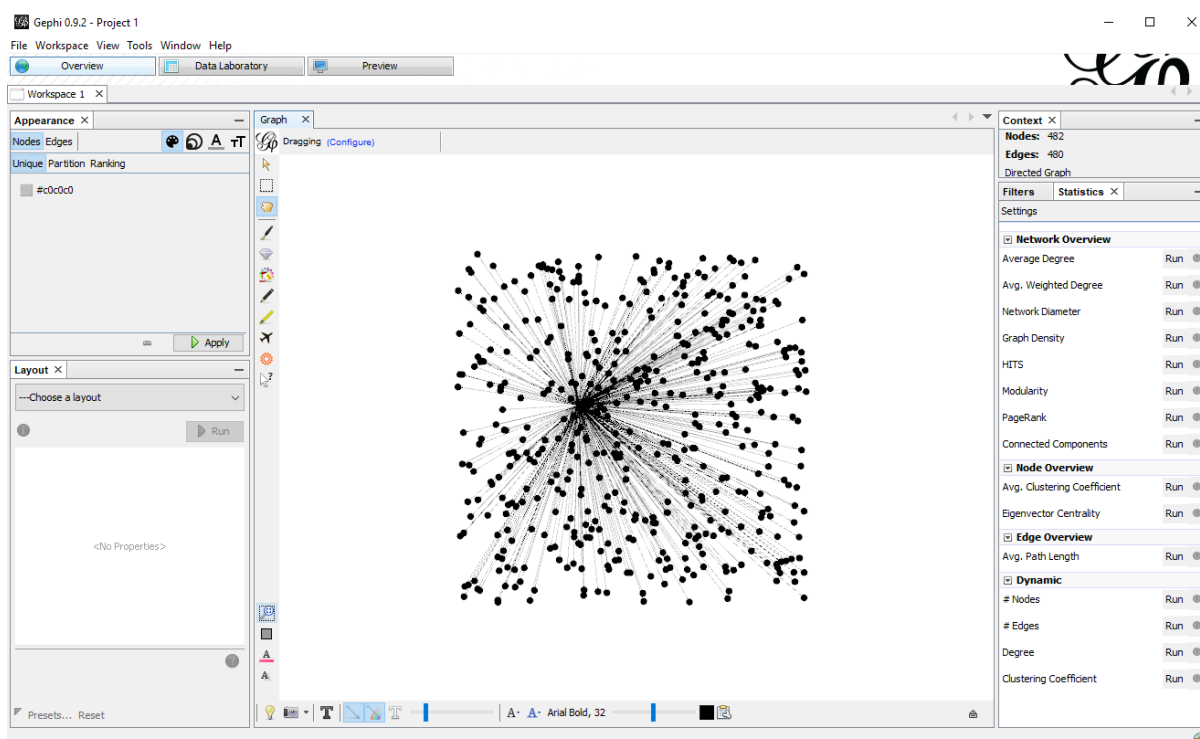 Gephi 0.9.2 - Project 1
File Workspace View Tools Window Help
Overview Data Laboratory Preview
Workspace 1
Appearance
Nodes Edges
Unique Partition Ranking
#c0c0c0
Apply
Layout
---Choose a layout
Run
<No Properties>
Presets... Reset
Graph
Dragging (Configure)
A- A- Arial Bold, 32
Context
Nodes: 482
Edges: 480
Directed Graph
Filters Statistics
Settings
Network Overview
Average Degree Run
Avg. Weighted Degree Run
Network Diameter Run
Graph Density Run
HITS Run
Modularity Run
PageRank Run
Connected Components Run
Node Overview
Avg. Clustering Coefficient Run
Eigenvector Centrality Run
Edge Overview
Avg. Path Length Run
Dynamic
# Nodes Run
# Edges Run
Degree Run
Clustering Coefficient Run